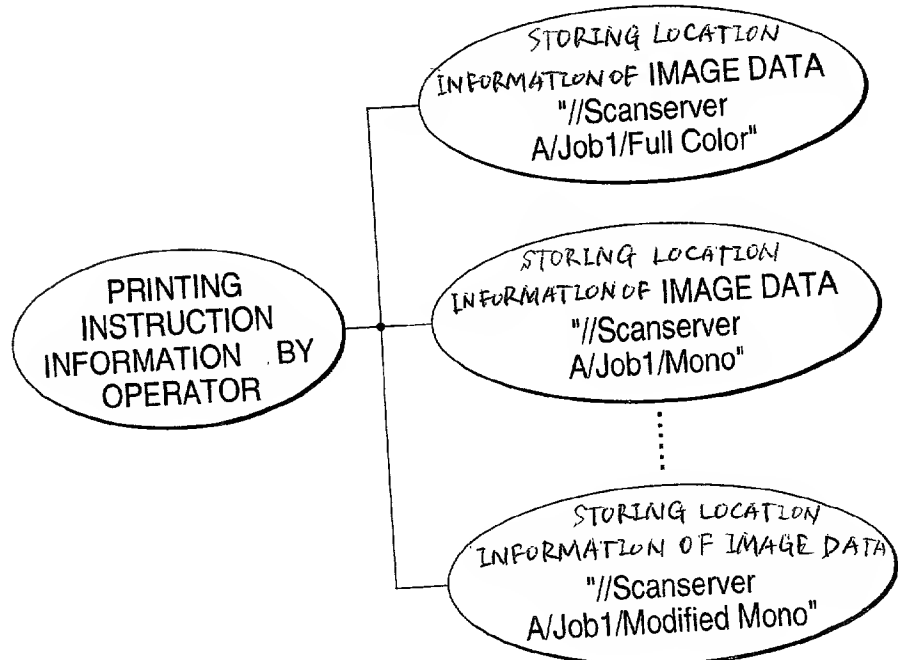 STORING LOCATION
INFORMATION OF IMAGE DATA
"//Scanserver
A/Job1/Full Color"
STORING LOCATION
INFORMATION OF IMAGE DATA
"//Scanserver
A/Job1/Mono"
PRINTING
INSTRUCTION
INFORMATION BY
OPERATOR
STORING LOCATION
INFORMATION OF IMAGE DATA
"//Scanserver
A/Job1/Modified Mono"